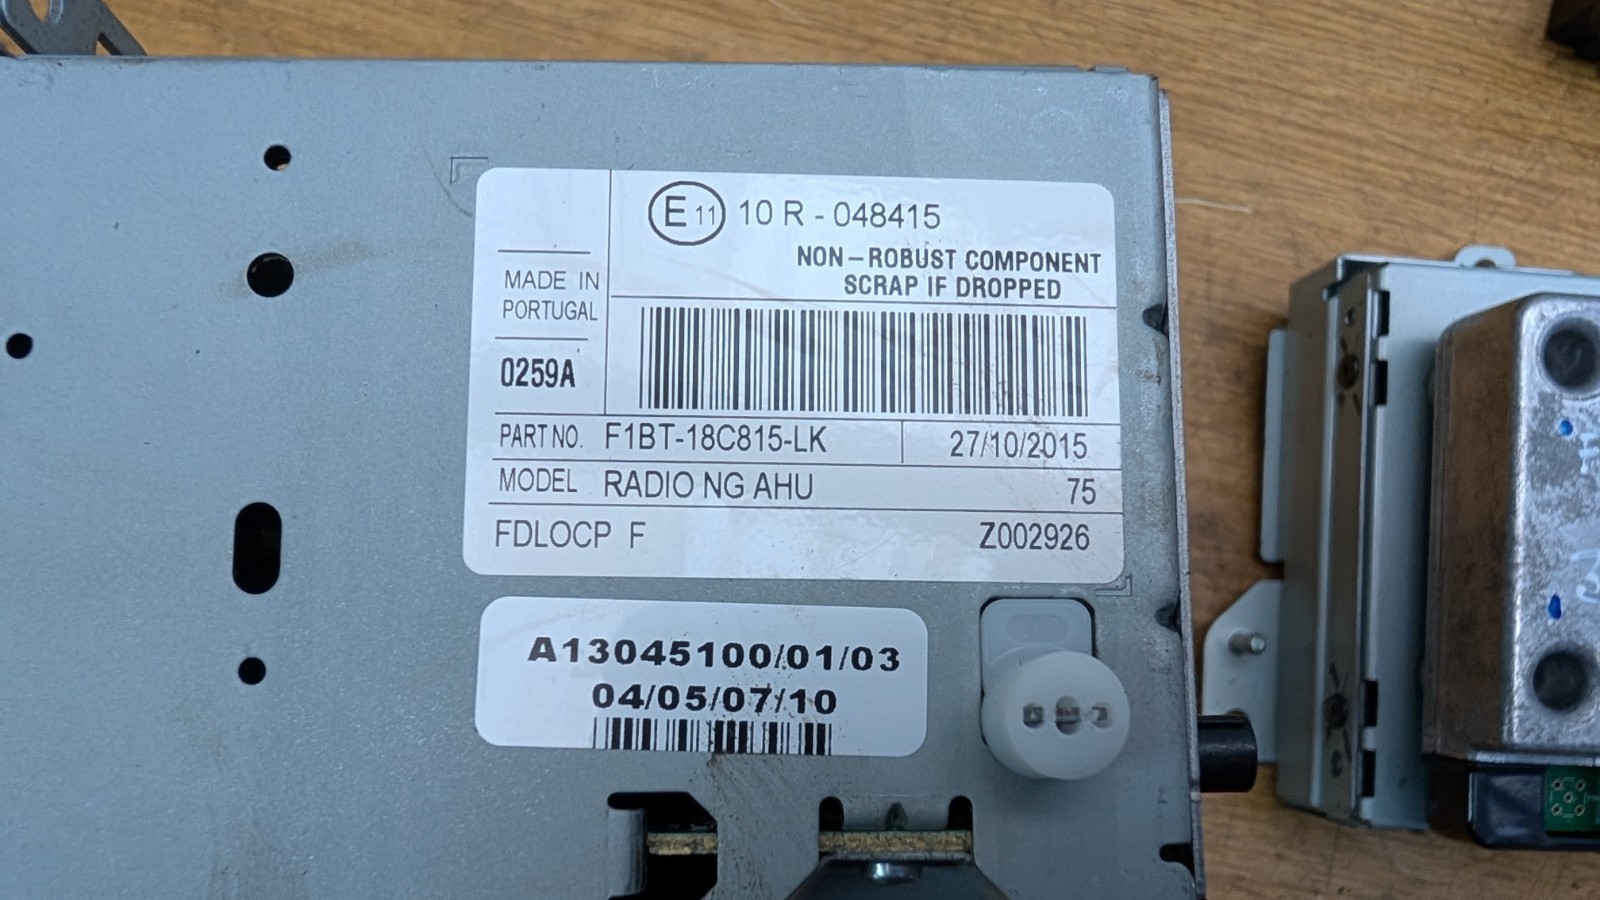 E 11 10 R - 048415
NON-ROBUST COMPONENT
SCRAP IF DROPPED
MADE IN
PORTUGAL
0259A
PART NO. F1BT-18C815-LK 27/10/2015
MODEL RADIO NG AHU 75
FDLOCP F Z002926
A13045100/01/03
04/05/07/10